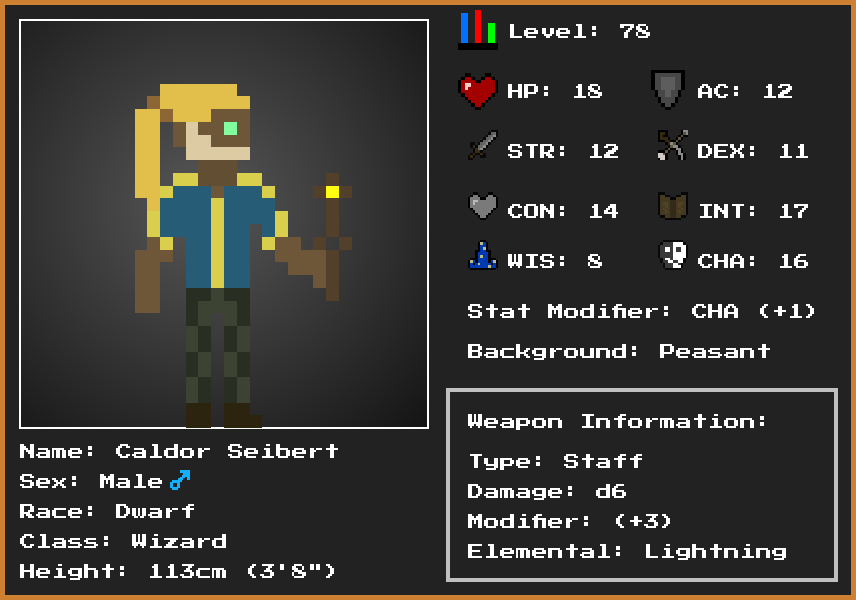 Level: 78
HP: 18 AC: 12
STR: 12 DEX: 11
CON: 14 INT: 17
WIS: 8 CHA: 16
Stat Modifier: CHA (+1)
Background: Peasant
Weapon Information:
Type: Staff
Damage: d6
Modifier: (+3)
Elemental: Lightning
Name: Caldor Seibert
Sex: Male♂
Race: Dwarf
Class: Wizard
Height: 113cm (3'8")